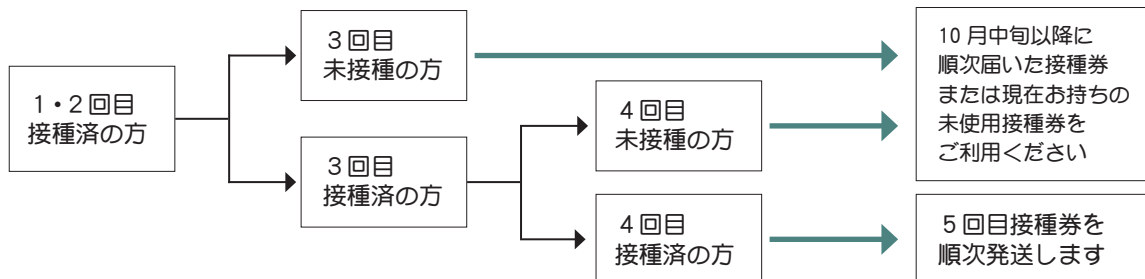 1・2回目
接種済の方
3回目
未接種の方
3回目
接種済の方
4回目
未接種の方
4回目
接種済の方
10月中旬以降に
順次届いた接種券
または現在お持ちの
未使用接種券を
ご利用ください
5回目接種券を
順次発送します